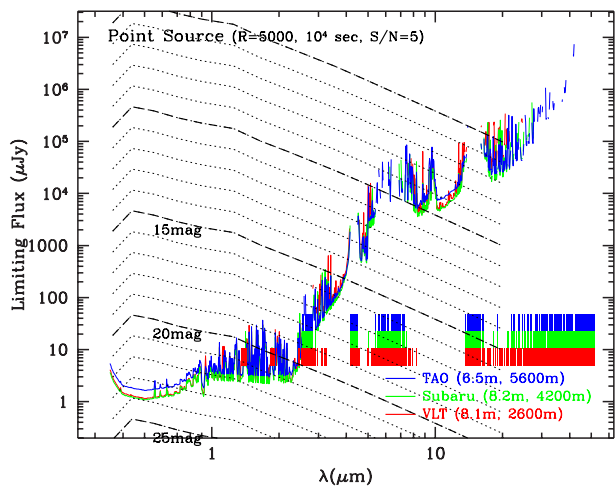 Point Source (R=5000, 10⁴ sec, S/N=5)
10⁷
10⁶
10⁵
10⁴
1000
100
10
1
Limiting Flux (μJy)
15mag
20mag
25mag
TAO (6.5m, 5600m)
Subaru (8.2m, 4200m)
VLT (8.1m, 2600m)
1
10
λ(μm)